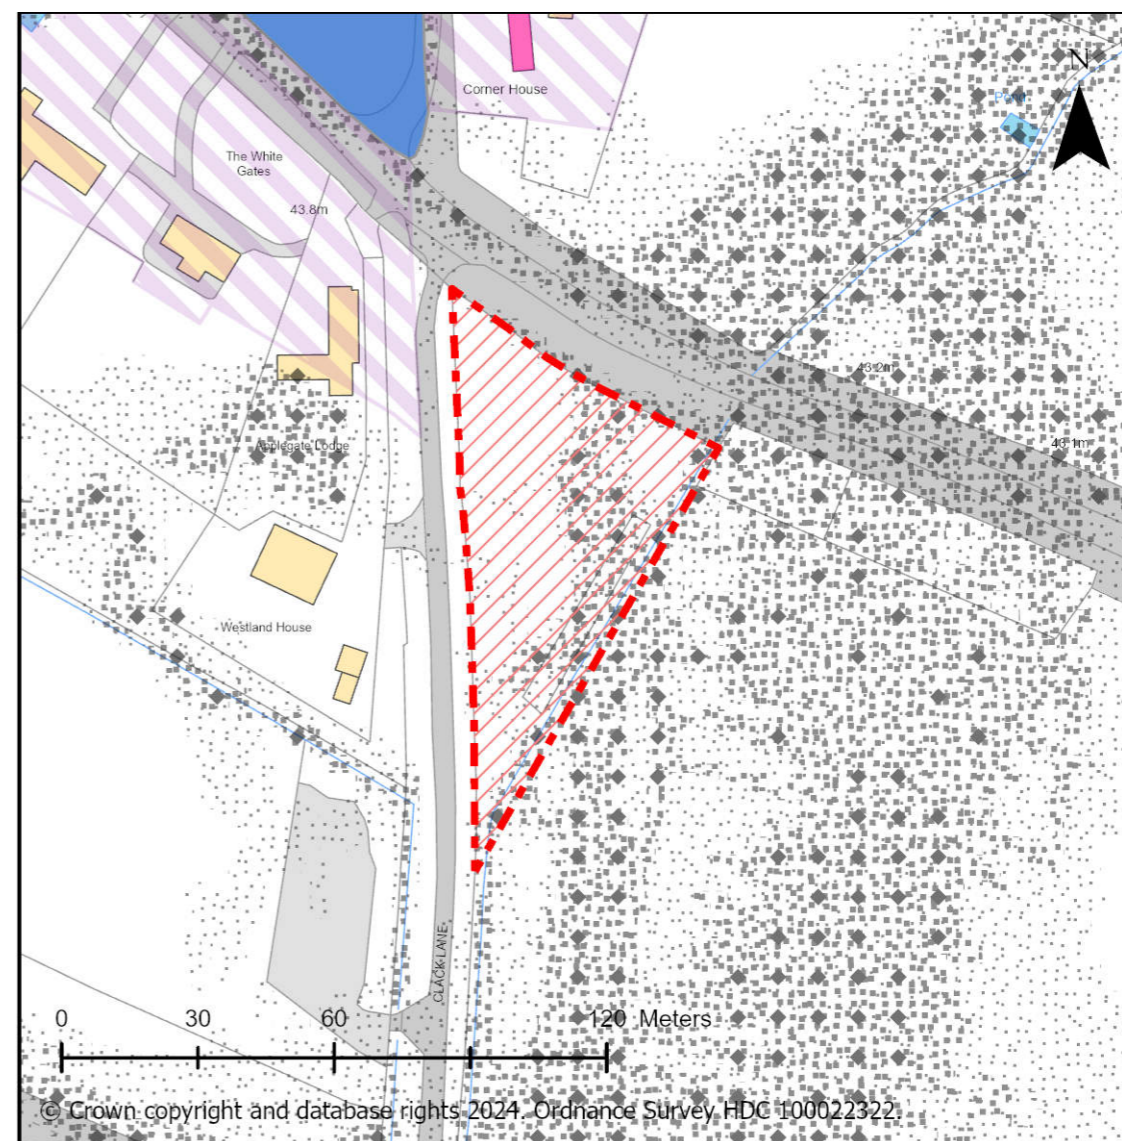 N
Corner House
Pond
The White
Gates
43.8m
43.2m
43.1m
Applegate Lodge
Westland House
CLACK LANE
0 30 60 120 Meters
© Crown copyright and database rights 2024. Ordnance Survey HDC 100022322.